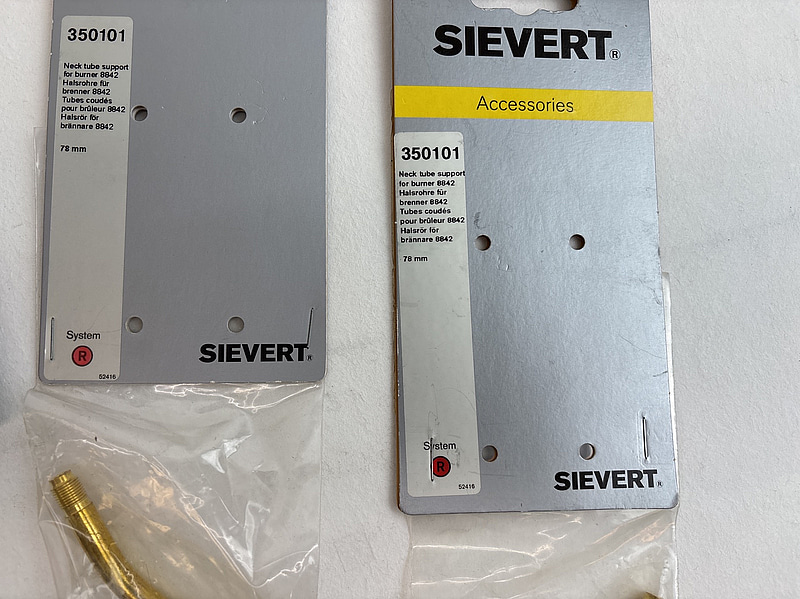 350101
Neck tube support
for burner 8842
Halsrohre für
brenner 8842
Tubes coudés
pour brûleur 8842
Halsrör för
brännare 8842
78 mm
System
R
52416
SIEVERT®
SIEVERT®
Accessories
350101
Neck tube support
for burner 8842
Halsrohre für
brenner 8842
Tubes coudés
pour brûleur 8842
Halsrör för
brännare 8842
78 mm
System
R
52416
SIEVERT®